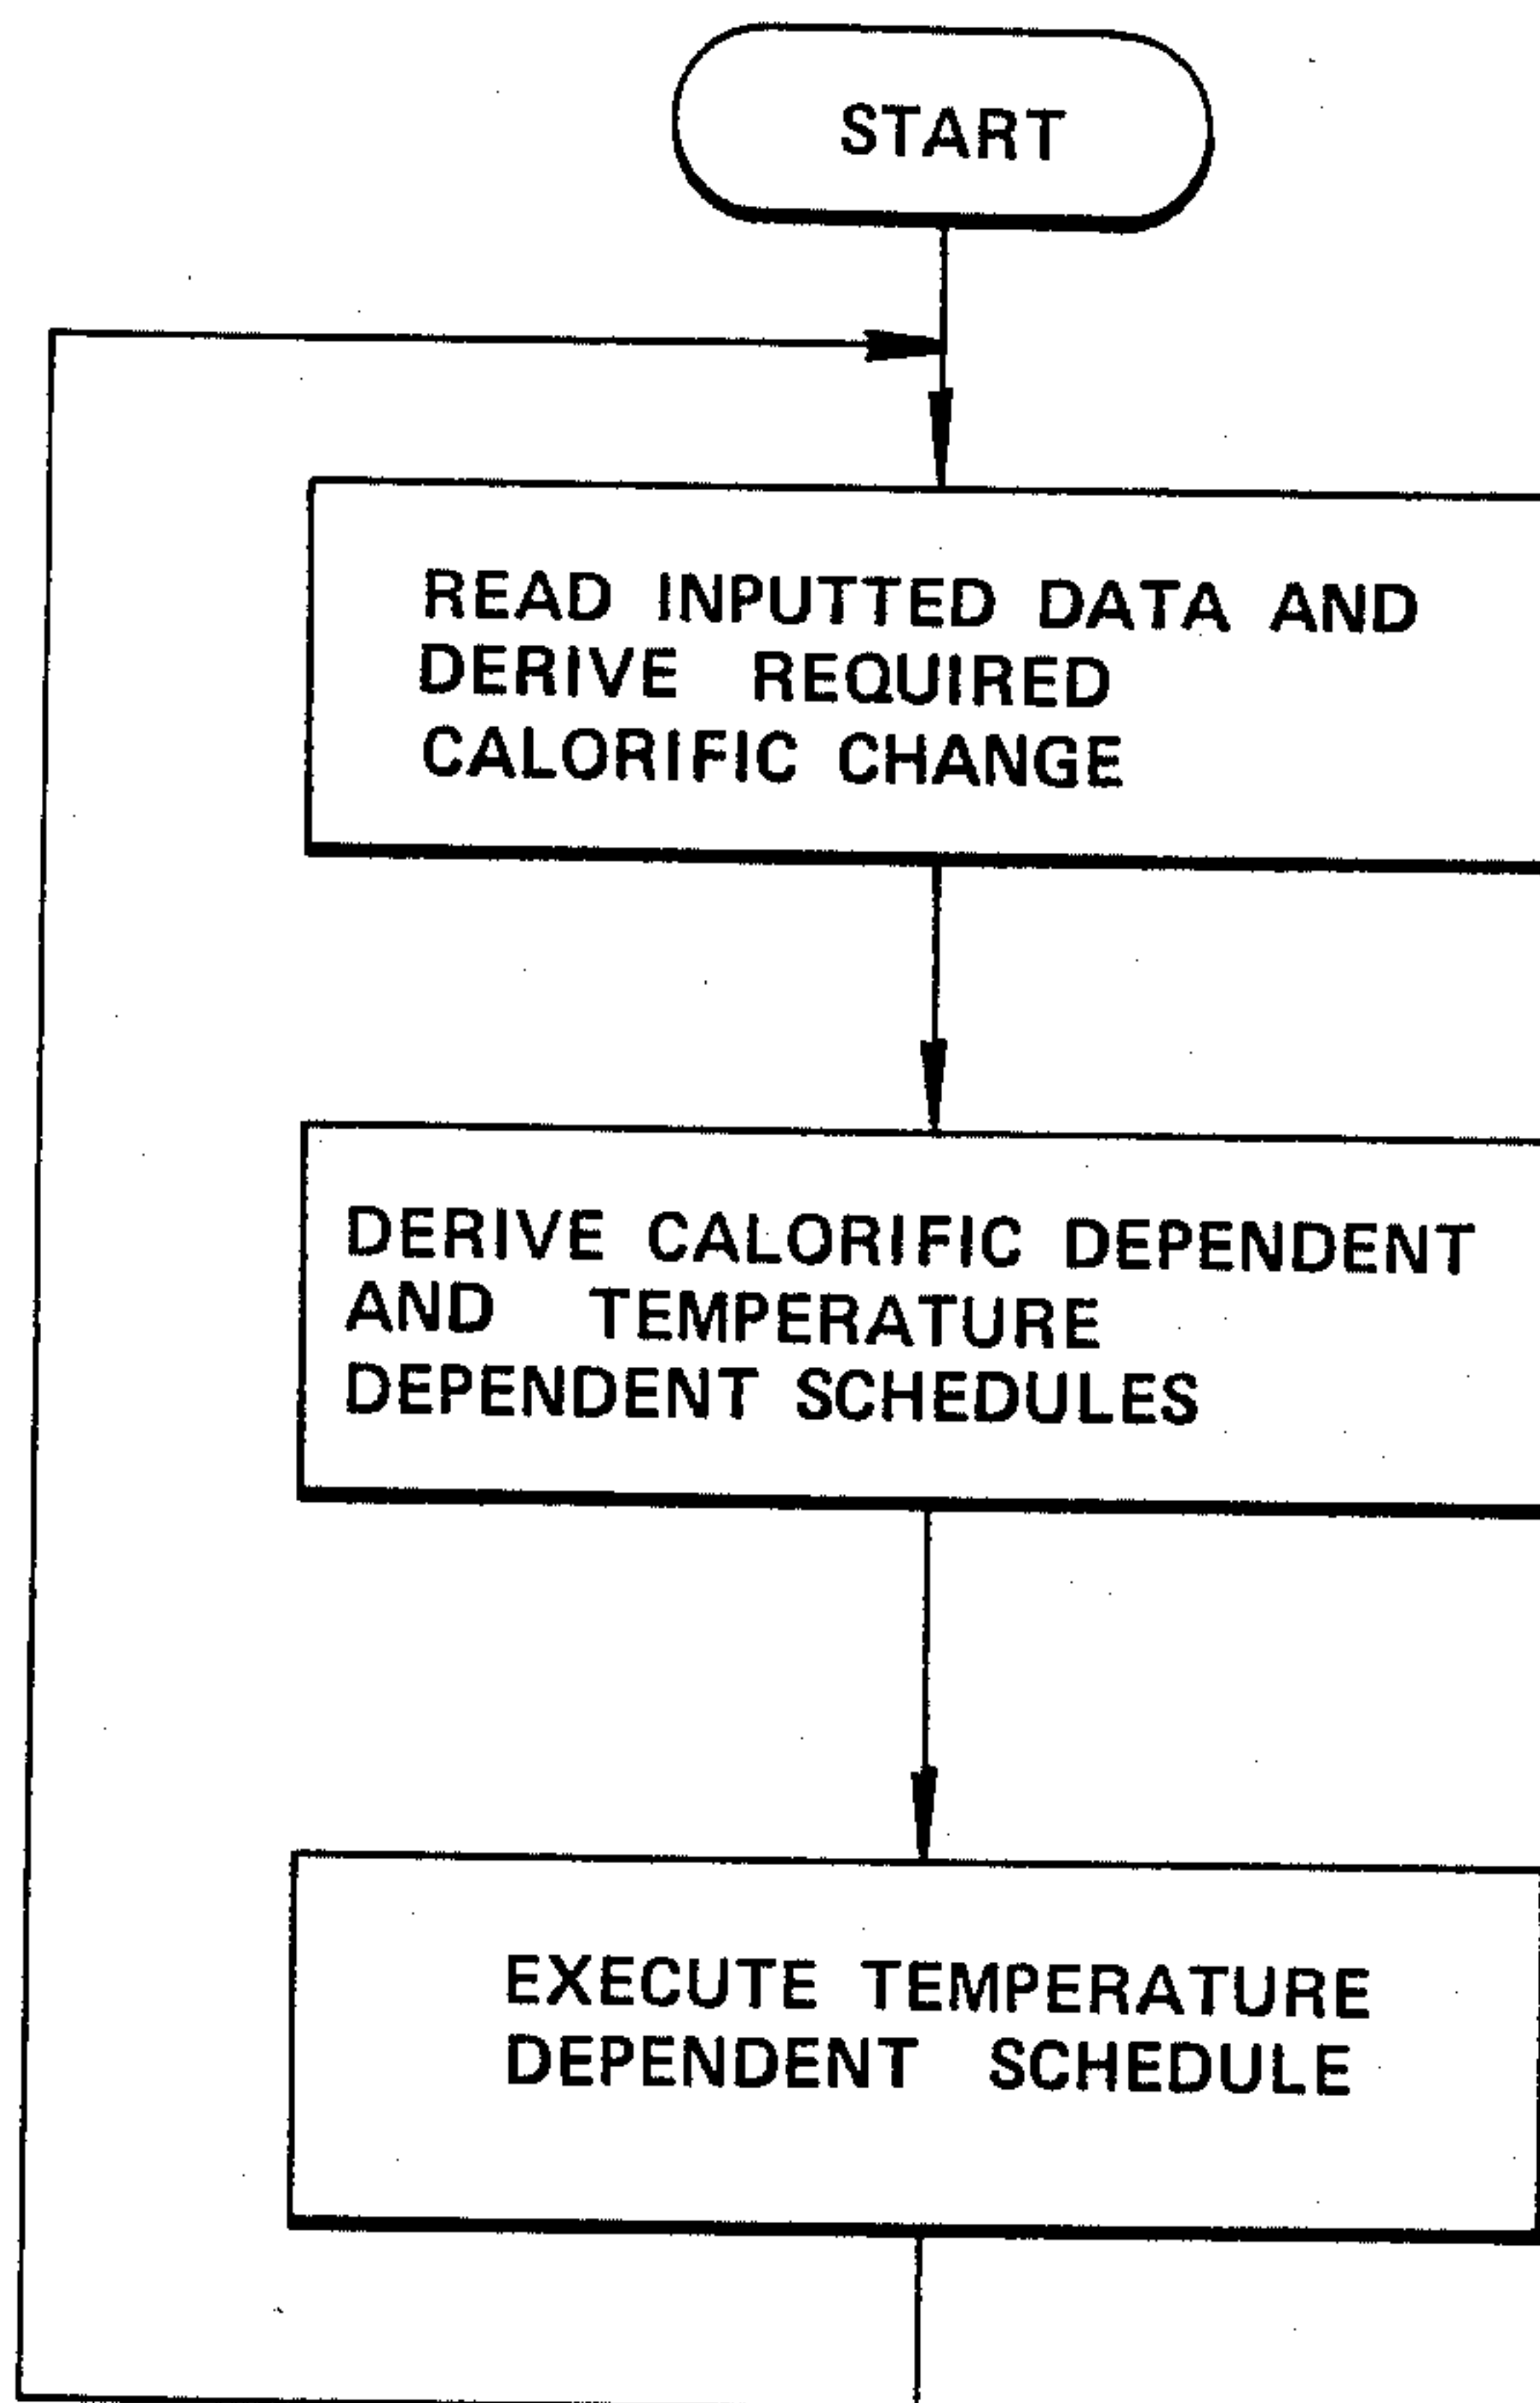 START
READ INPUTTED DATA AND
DERIVE REQUIRED
CALORIFIC CHANGE
DERIVE CALORIFIC DEPENDENT
AND TEMPERATURE
DEPENDENT SCHEDULES
EXECUTE TEMPERATURE
DEPENDENT SCHEDULE